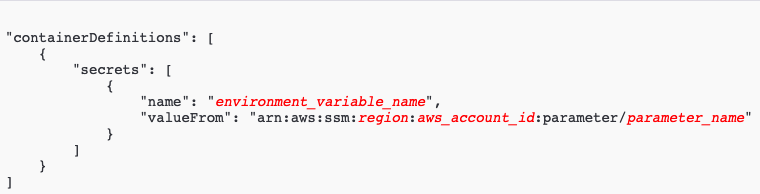 "containerDefinitions": [
    {
        "secrets": [
            {
                "name": "environment_variable_name",
                "valueFrom": "arn:aws:ssm:region:aws_account_id:parameter/parameter_name"
            }
        ]
    }
]